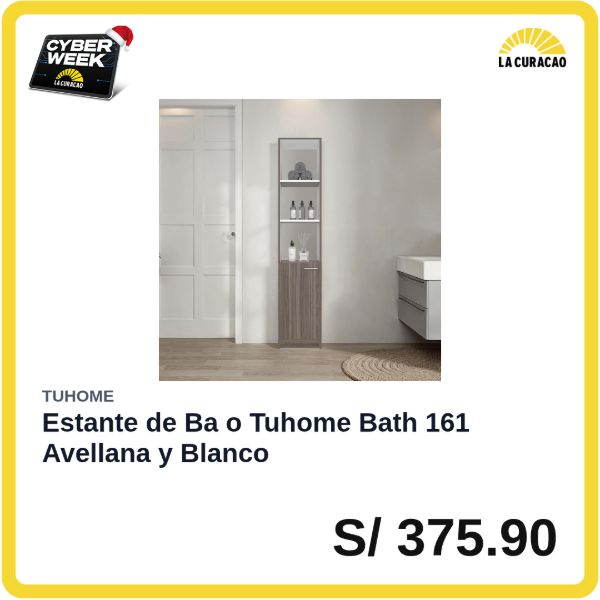 CYBER
WEEK
LA CURACAO
LA CURACAO
TUHOME
Estante de Ba o Tuhome Bath 161
Avellana y Blanco
S/ 375.90